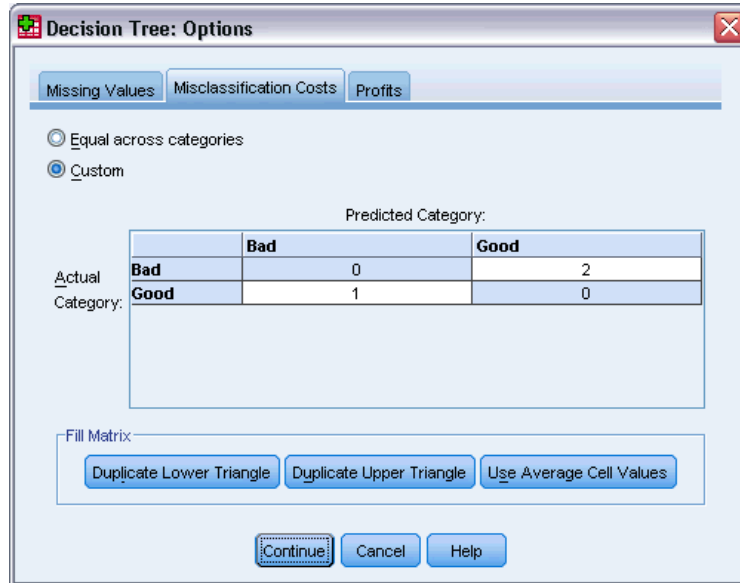 Decision Tree: Options
Missing Values Misclassification Costs Profits
Equal across categories
Custom
Predicted Category:
Bad Good
Actual Category:
Bad 0 2
Good 1 0
Fill Matrix
Duplicate Lower Triangle Duplicate Upper Triangle Use Average Cell Values
Continue Cancel Help